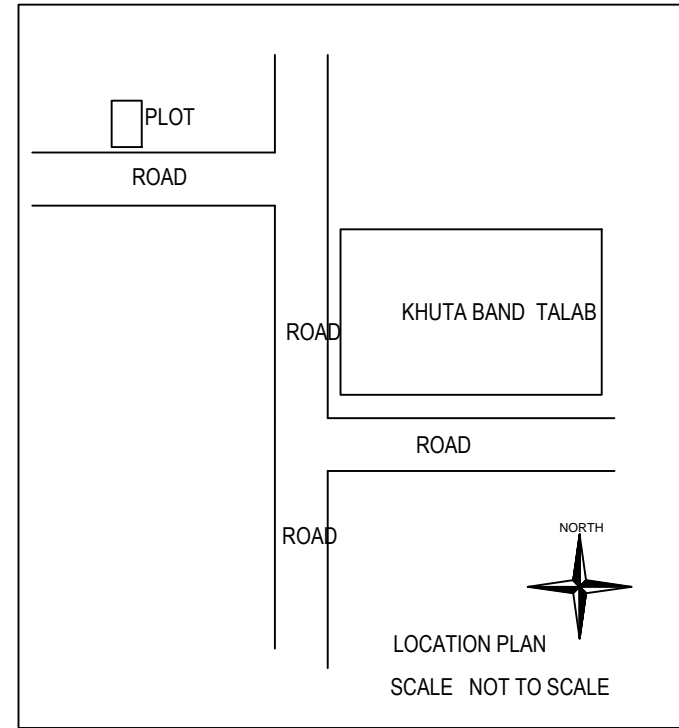 PLOT
ROAD
KHUTA BAND TALAB
ROAD
ROAD
ROAD
NORTH
LOCATION PLAN
SCALE NOT TO SCALE